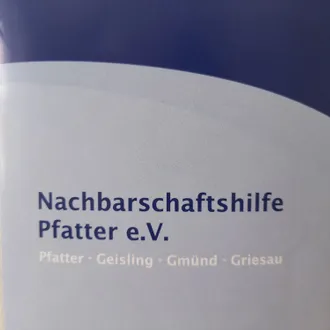 Nachbarschaftshilfe
Pfatter e.V.
Pfatter · Geisling · Gmünd · Griesau